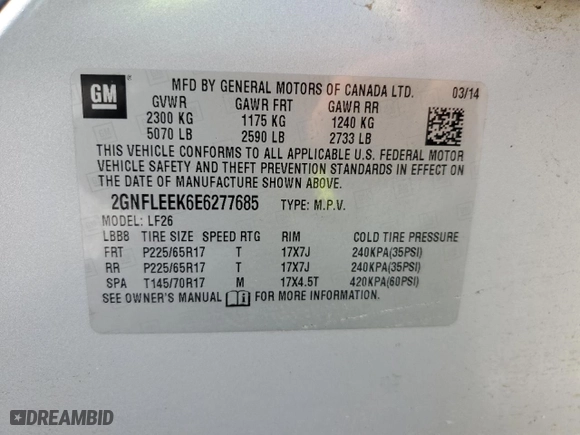 GM
MFD BY GENERAL MOTORS OF CANADA LTD. 03/14
GVWR GAWR FRT GAWR RR
2300 KG 1175 KG 1240 KG
5070 LB 2590 LB 2733 LB
THIS VEHICLE CONFORMS TO ALL APPLICABLE U.S. FEDERAL MOTOR
VEHICLE SAFETY AND THEFT PREVENTION STANDARDS IN EFFECT ON
THE DATE OF MANUFACTURE SHOWN ABOVE.
2GNFLEEK6E6277685 TYPE: M.P.V.
MODEL: LF26
LBB8 TIRE SIZE SPEED RTG RIM COLD TIRE PRESSURE
FRT P225/65R17 T 17X7J 240KPA(35PSI)
RR P225/65R17 T 17X7J 240KPA(35PSI)
SPA T145/70R17 M 17X4.5T 420KPA(60PSI)
SEE OWNER'S MANUAL FOR MORE INFORMATION.
DREAMBID